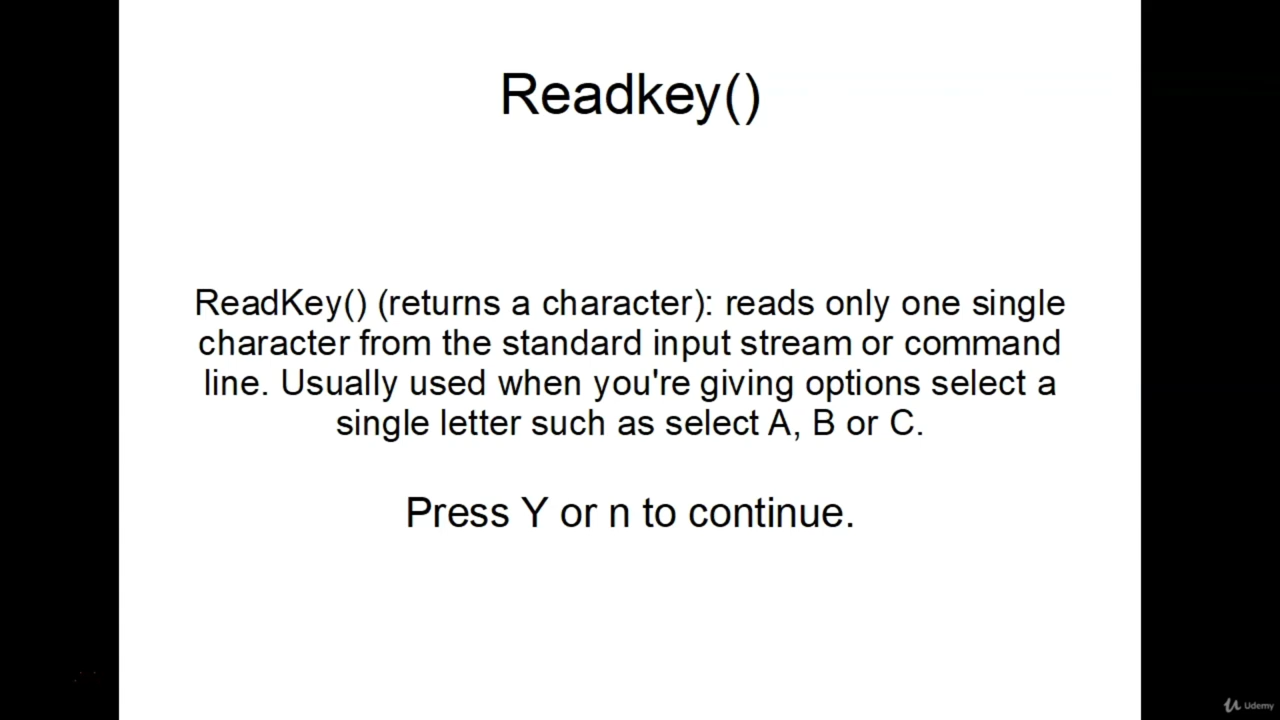 Readkey()
ReadKey() (returns a character): reads only one single
character from the standard input stream or command
line. Usually used when you're giving options select a
single letter such as select A, B or C.
Press Y or n to continue.
Udemy